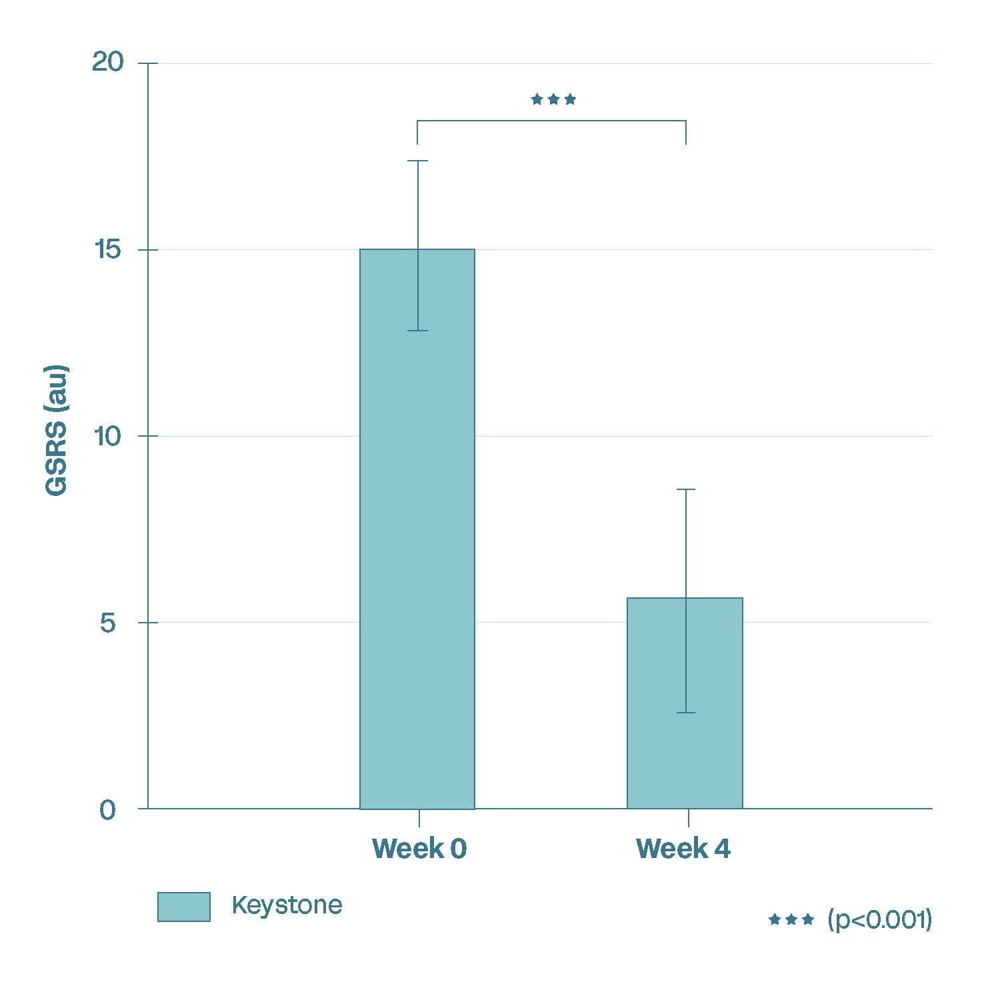 20
★★★
15
GSRS (au)
10
5
0
Week 0 Week 4
Keystone
★★★ (p<0.001)